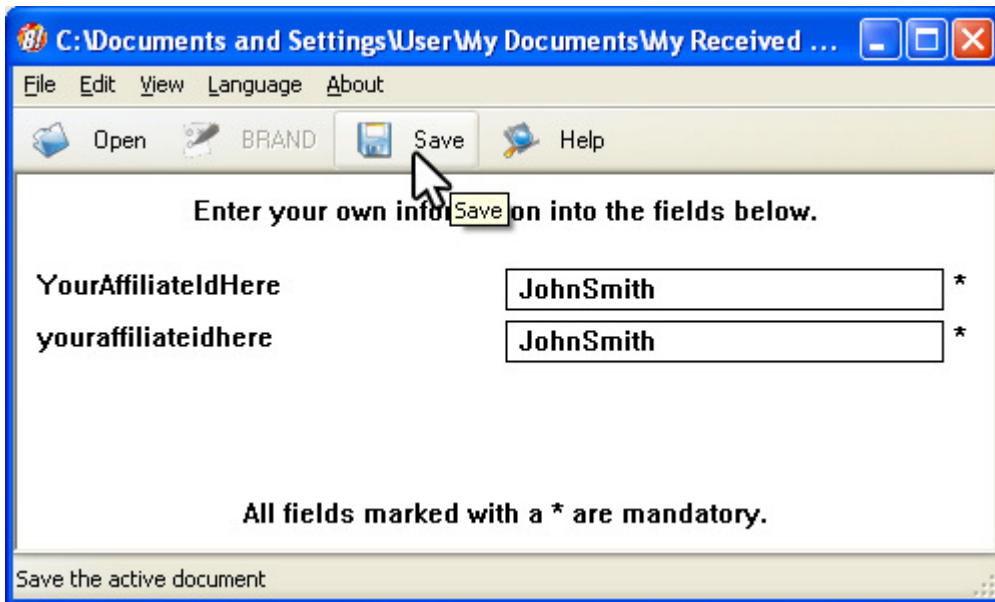 C:\Documents and Settings\User\My Documents\My Received ...
File Edit View Language About
Open BRAND Save Help
Save
Enter your own on into the fields below.
YourAffiliateIdHere JohnSmith *
youraffiliateidhere JohnSmith *
All fields marked with a * are mandatory.
Save the active document